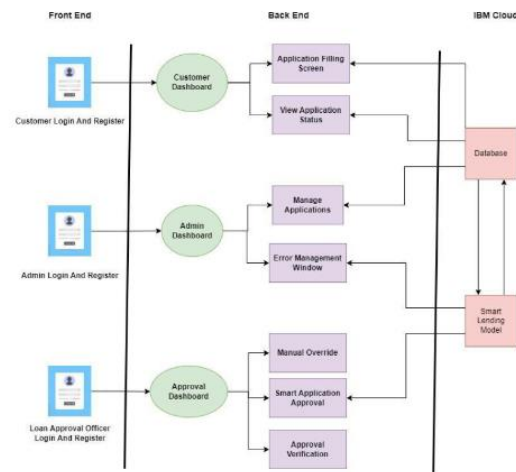 Front End
Back End
IBM Cloud
Customer Login And Register
Customer
Dashboard
Application Filling
Screen
View Application
Status
Database
Admin Login And Register
Admin
Dashboard
Manage
Applications
Error Management
Window
Smart
Lending
Model
Loan Approval Officer
Login And Register
Approval
Dashboard
Manual Override
Smart Application
Approval
Approval
Verification